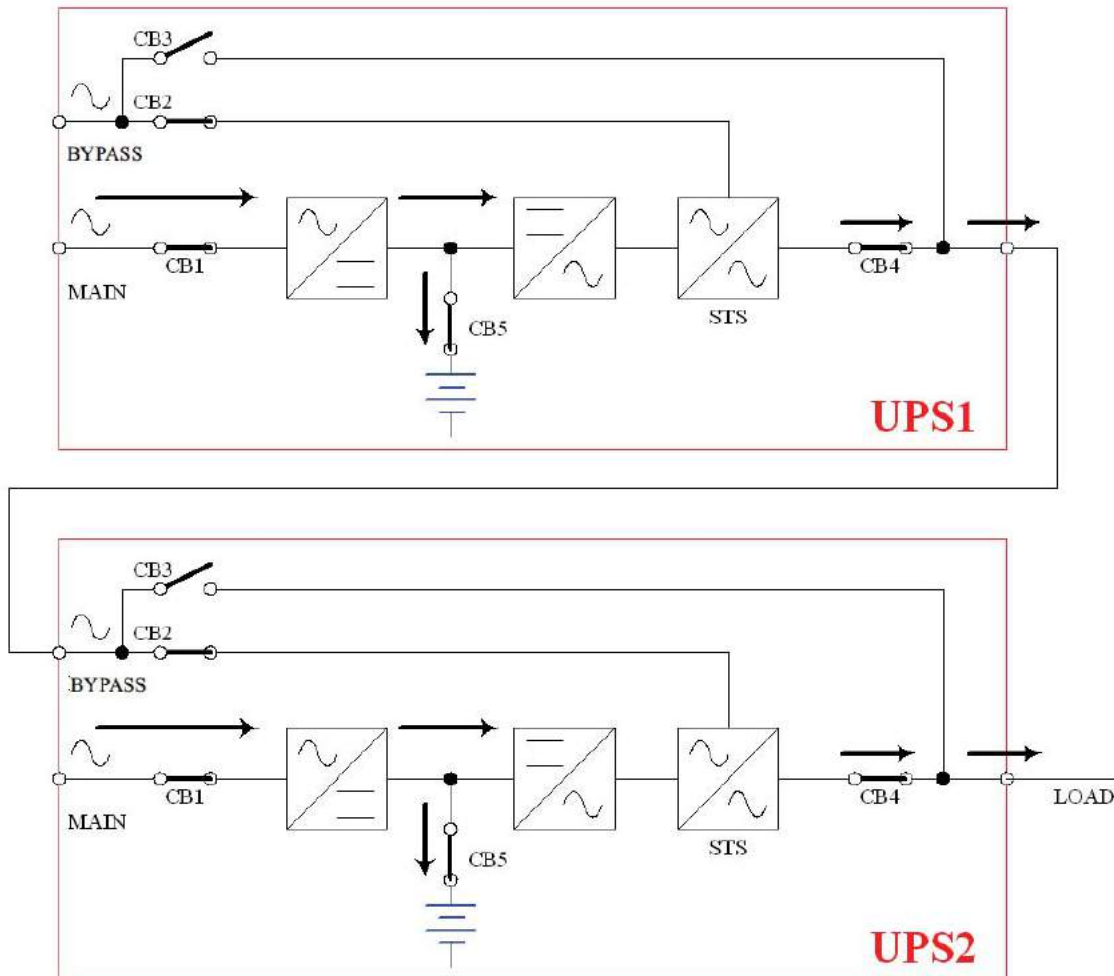 CB3
CB2
BYPASS
MAIN
CB1
CB5
STS
CB4
UPS1
CB3
CB2
BYPASS
MAIN
CB1
CB5
STS
CB4
LOAD
UPS2